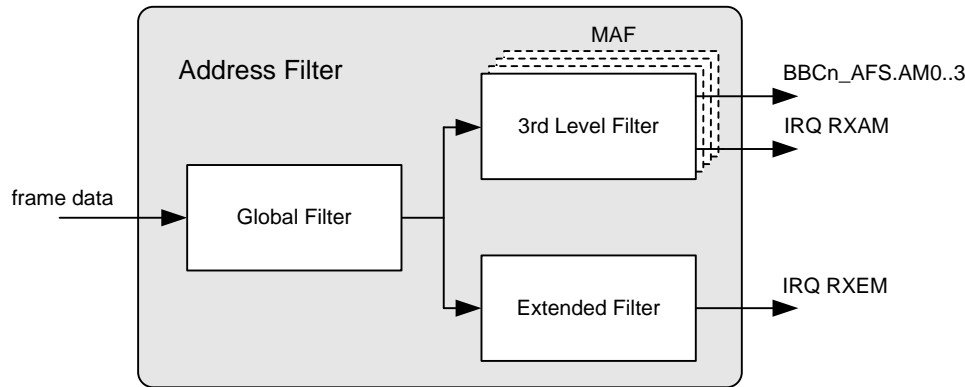 MAF
Address Filter
BBCn_AFS.AM0..3
3rd Level Filter
IRQ RXAM
frame data
Global Filter
IRQ RXEM
Extended Filter